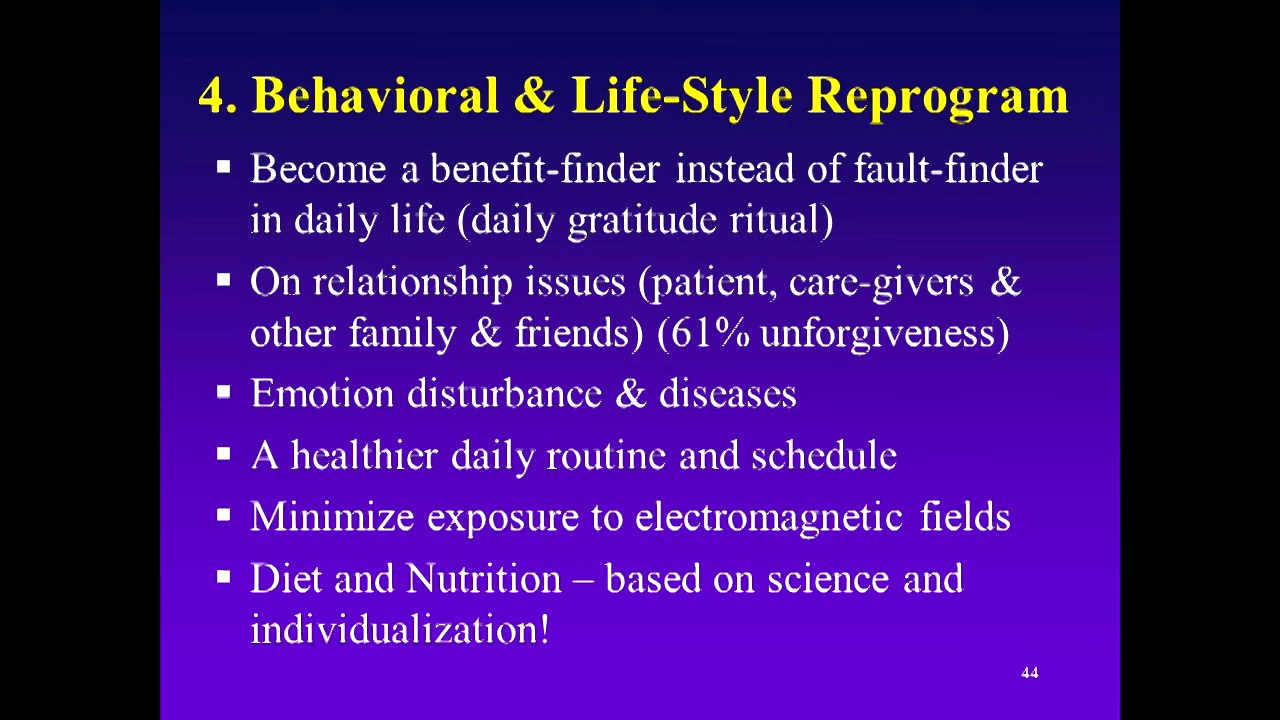 4. Behavioral & Life-Style Reprogram
▪ Become a benefit-finder instead of fault-finder
in daily life (daily gratitude ritual)
▪ On relationship issues (patient, care-givers &
other family & friends) (61% unforgiveness)
▪ Emotion disturbance & diseases
▪ A healthier daily routine and schedule
▪ Minimize exposure to electromagnetic fields
▪ Diet and Nutrition – based on science and
individualization!
44